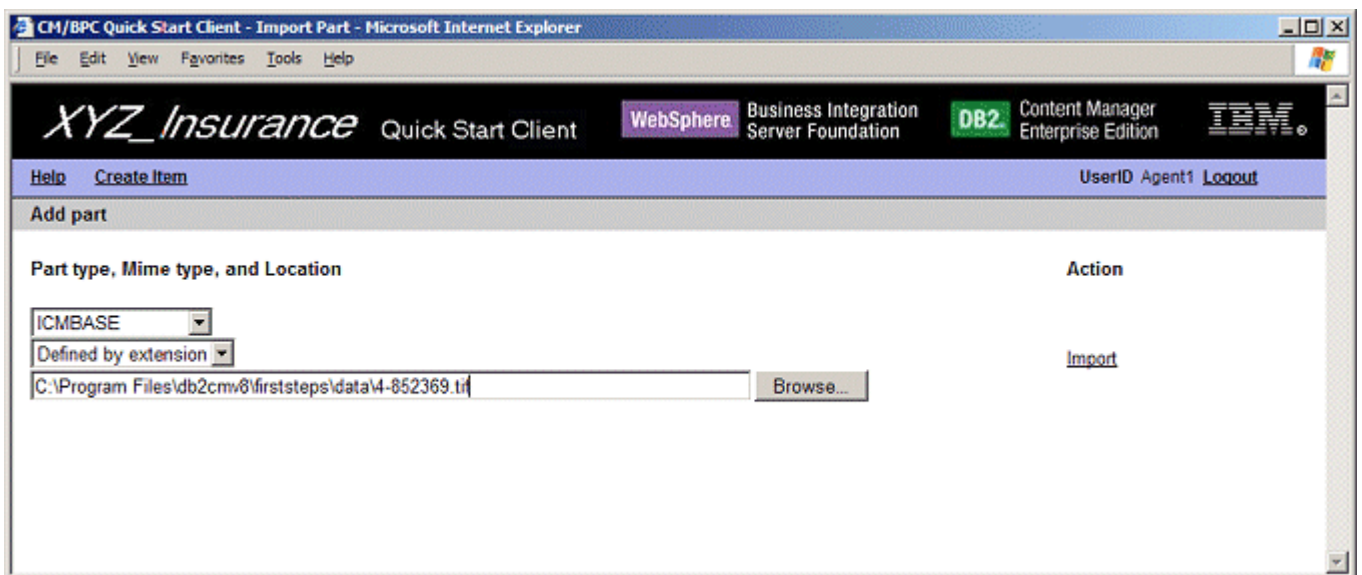 CM/BPC Quick Start Client - Import Part - Microsoft Internet Explorer
File Edit View Favorites Tools Help
XYZ_Insurance Quick Start Client WebSphere Business Integration Server Foundation DB2. Content Manager Enterprise Edition IBM.
Help Create Item UserID Agent1 Logout
Add part
Part type, Mime type, and Location Action
ICMBASE
Defined by extension Import
C:\Program Files\db2cmv8\firststeps\data\4-852369.tif Browse...